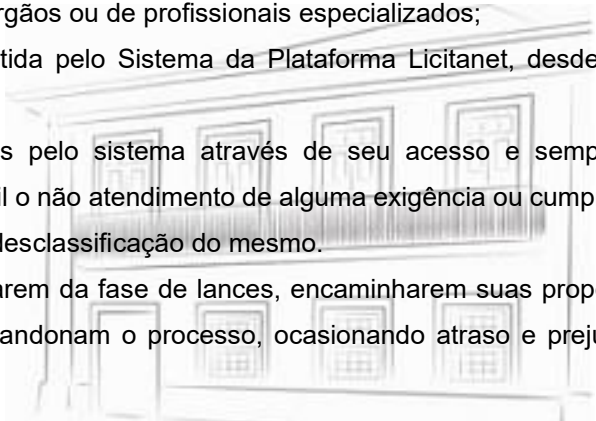 rgãos ou de profissionais especializados;
tida pelo Sistema da Plataforma Licitanet, desde
s pelo sistema através de seu acesso e semp
il o não atendimento de alguma exigência ou cump
desclassificação do mesmo.
arem da fase de lances, encaminharem suas prop
andonam o processo, ocasionando atraso e preju